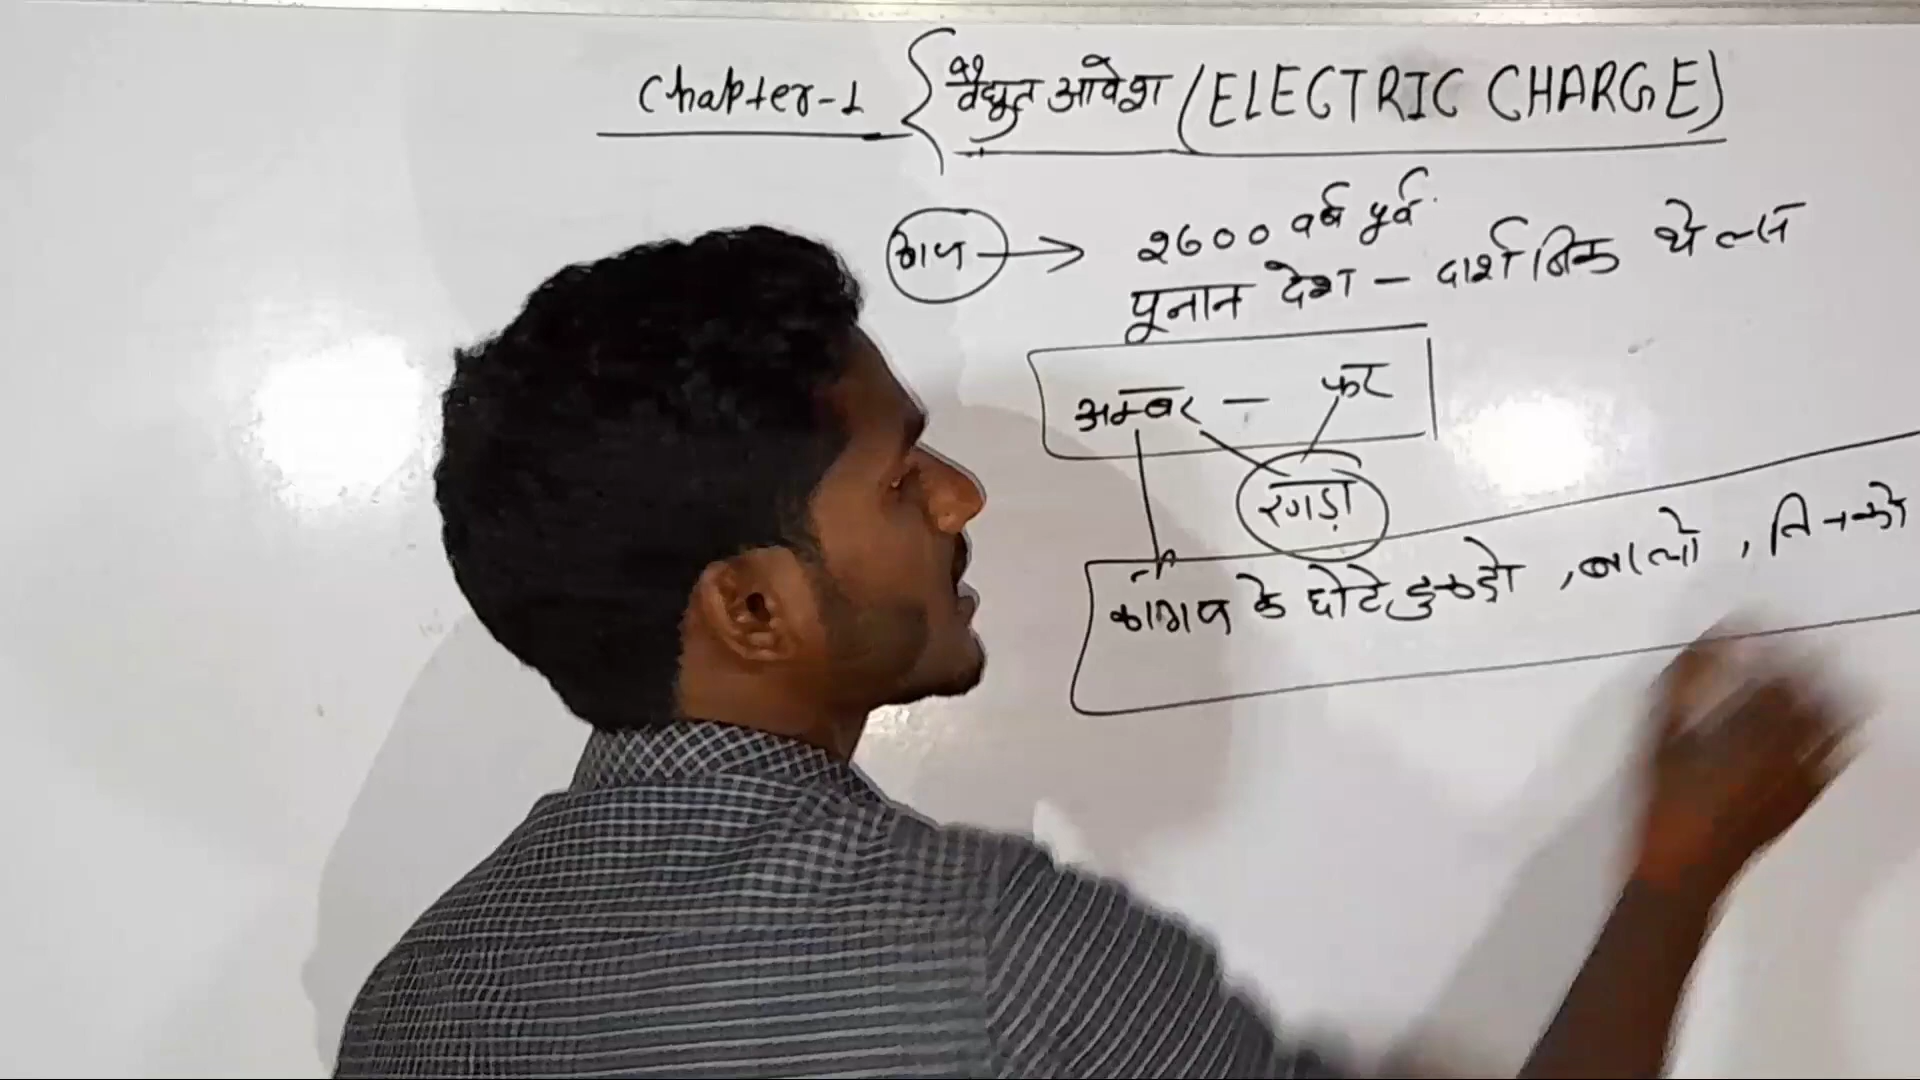 Chapter-1 { वैद्युत आवेश (ELECTRIC CHARGE)
→ 2600 वर्ष पूर्व
यूनान देश - दार्शनिक थेल्स
अम्बर - फर
रगड़ा
कागज के छोटे टुकड़ो , बालो , तिनको